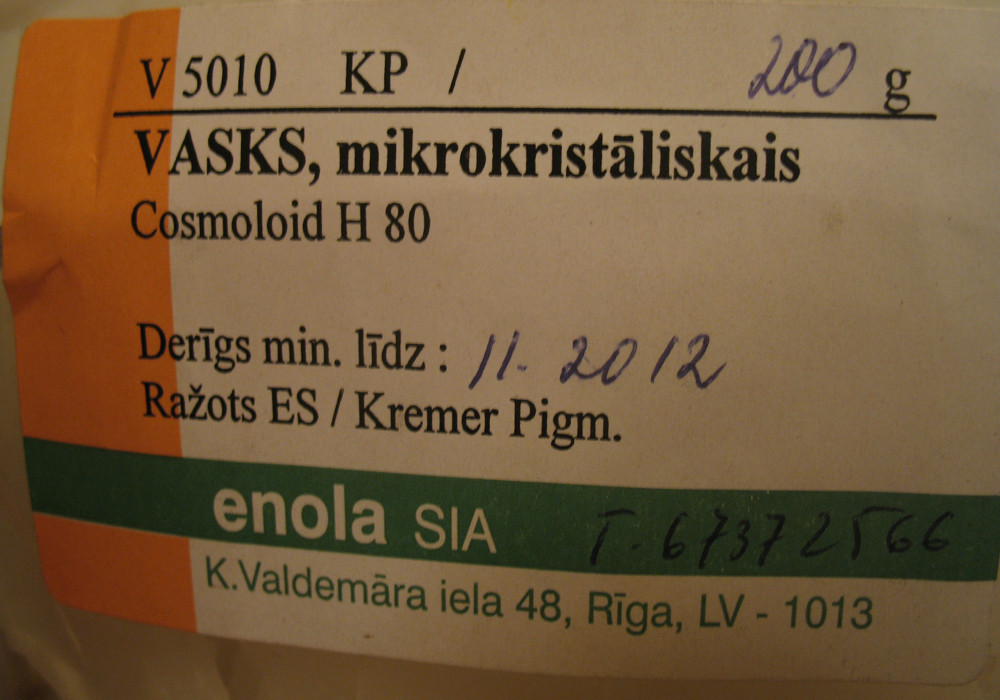 V 5010 KP / 200 g
VASKS, mikrokristāliskais
Cosmoloid H 80
Derīgs min. līdz : 11. 2012
Ražots ES / Kremer Pigm.
enola SIA T. 67372566
K.Valdemāra iela 48, Rīga, LV - 1013